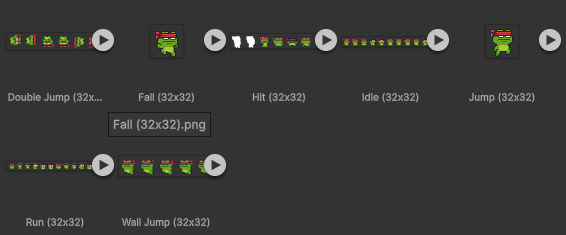 Double Jump (32x...
Fall (32x32)
Hit (32x32)
Idle (32x32)
Jump (32x32)
Fall (32x32).png
Run (32x32)
Wall Jump (32x32)